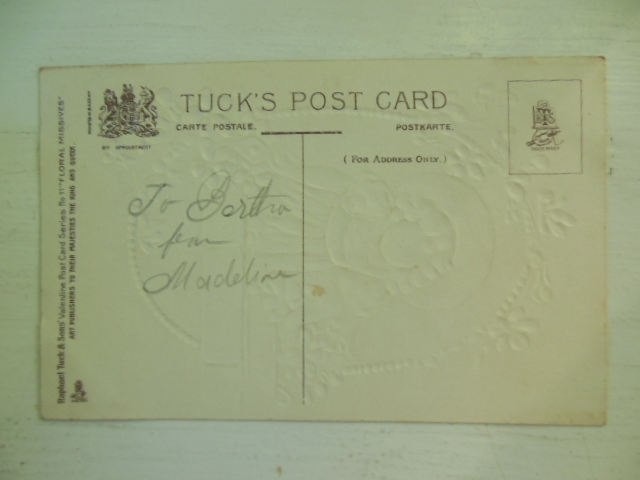 TUCK'S POST CARD
CARTE POSTALE. POSTKARTE.
BY APPOINTMENT
( FOR ADDRESS ONLY. )
To Bertha
from
Madeline
Raphael Tuck & Sons' Valentine Post Card Series No 11 "FLORAL MISSIVES"
ART PUBLISHERS TO THEIR MAJESTIES THE KING AND QUEEN